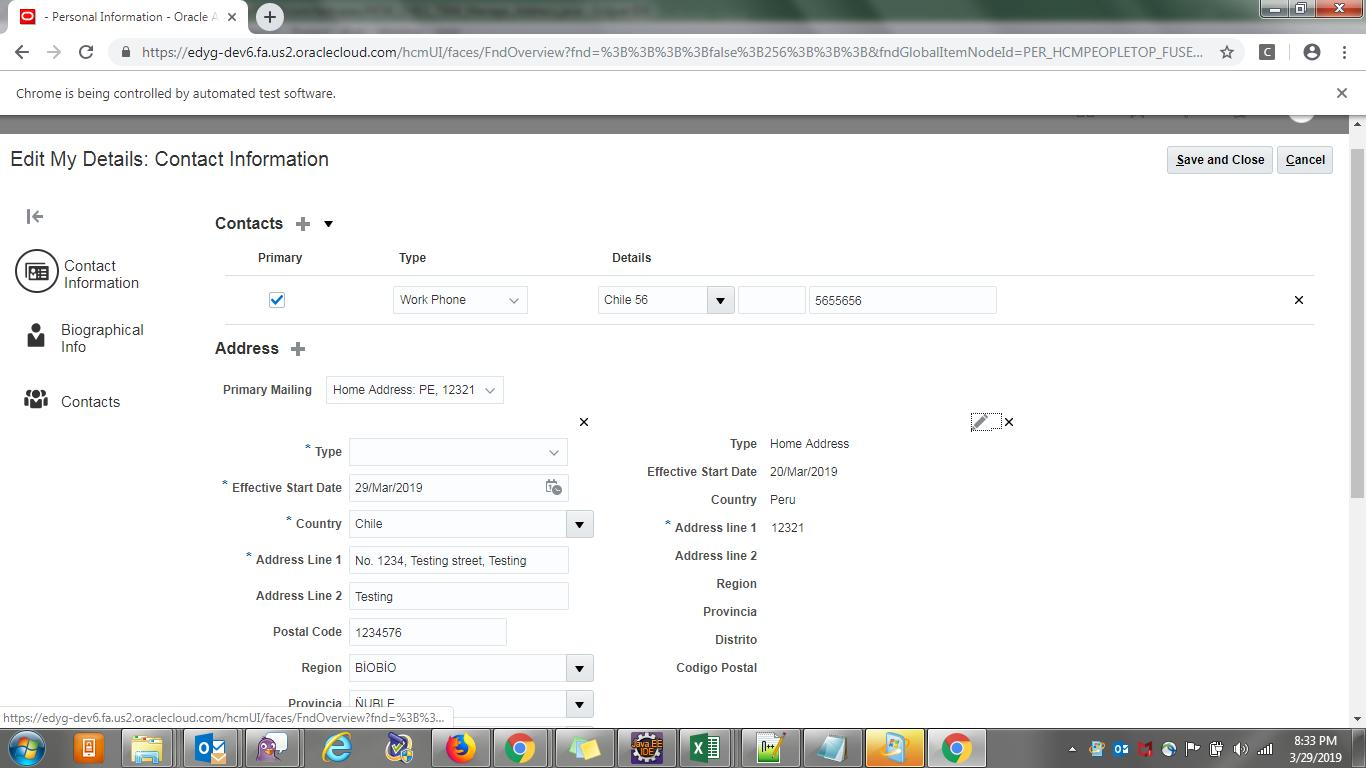 - Personal Information - Oracle A
https://edyg-dev6.fa.us2.oraclecloud.com/hcmUI/faces/FndOverview?fnd=%3B%3B%3B%3Bfalse%3B256%3B%3B%3B&fndGlobalItemNodeId=PER_HCMPEOPLETOP_FUSE...
C
Chrome is being controlled by automated test software.
Edit My Details: Contact Information
Save and Close
Cancel
Contact
Information
Biographical
Info
Contacts
Contacts
Primary Type Details
Work Phone Chile 56 5655656
Address
Primary Mailing Home Address: PE, 12321
* Type
* Effective Start Date 29/Mar/2019
* Country Chile
* Address Line 1 No. 1234, Testing street, Testing
Address Line 2 Testing
Postal Code 1234576
Region BÍOBÍO
Provincia ÑUBLE
Type Home Address
Effective Start Date 20/Mar/2019
Country Peru
* Address line 1 12321
Address line 2
Region
Provincia
Distrito
Codigo Postal
https://edyg-dev6.fa.us2.oraclecloud.com/hcmUI/faces/FndOverview?fnd=%3B%3...
Java EE
IDE
8:33 PM
3/29/2019